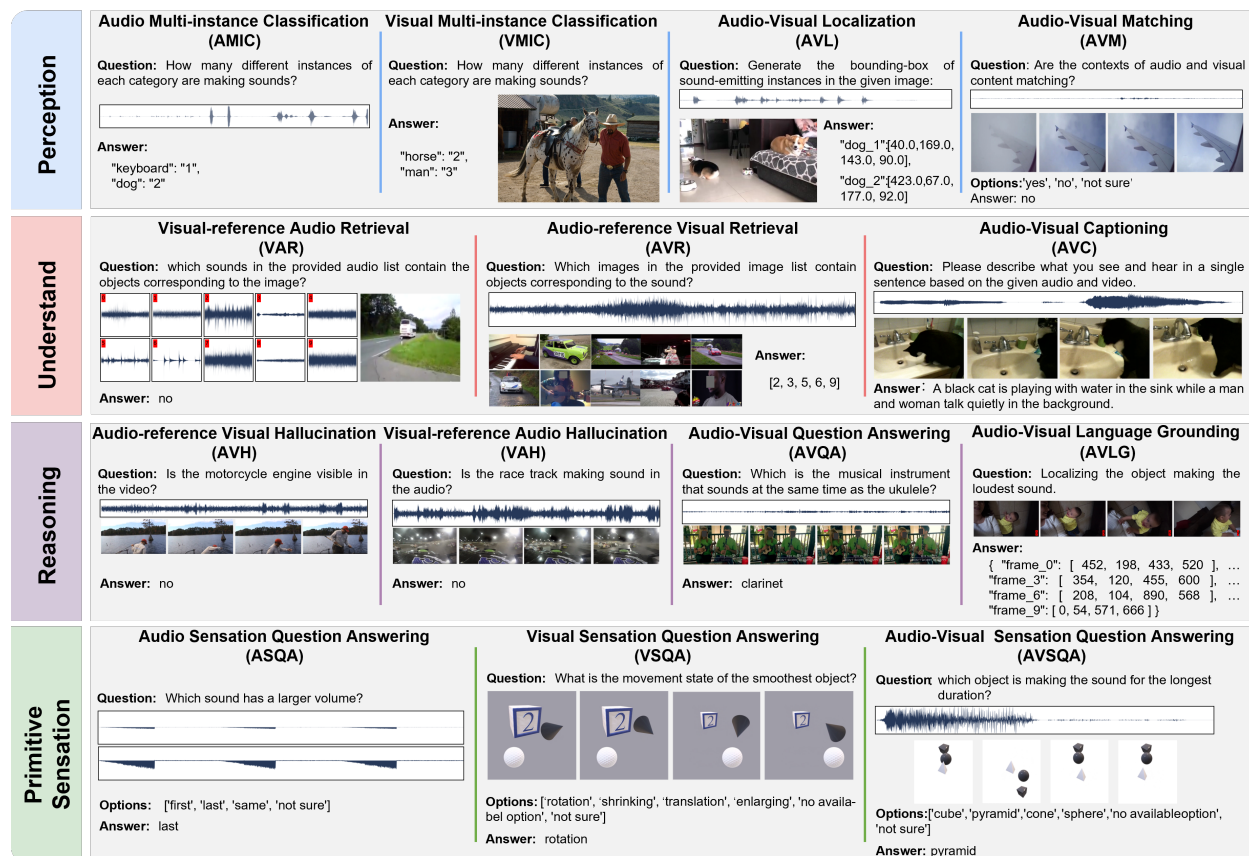 Perception
Audio Multi-instance Classification
(AMIC)
Question: How many different instances of
each category are making sounds?
Answer:
"keyboard": "1",
"dog": "2"
Visual Multi-instance Classification
(VMIC)
Question: How many different instances of
each category are making sounds?
Answer:
"horse": "2",
"man": "3"
Audio-Visual Localization
(AVL)
Question: Generate the bounding-box of
sound-emitting instances in the given image:
Answer:
"dog_1":[40.0,169.0,
143.0, 90.0],
"dog_2":[423.0,67.0,
177.0, 92.0]
Audio-Visual Matching
(AVM)
Question: Are the contexts of audio and visual
content matching?
Options:'yes', 'no', 'not sure'
Answer: no
Understand
Visual-reference Audio Retrieval
(VAR)
Question: which sounds in the provided audio list contain the
objects corresponding to the image?
Answer: no
Audio-reference Visual Retrieval
(AVR)
Question: Which images in the provided image list contain
objects corresponding to the sound?
Answer:
[2, 3, 5, 6, 9]
Audio-Visual Captioning
(AVC)
Question: Please describe what you see and hear in a single
sentence based on the given audio and video.
Answer: A black cat is playing with water in the sink while a man
and woman talk quietly in the background.
Reasoning
Audio-reference Visual Hallucination
(AVH)
Question: Is the motorcycle engine visible in
the video?
Answer: no
Visual-reference Audio Hallucination
(VAH)
Question: Is the race track making sound in
the audio?
Answer: no
Audio-Visual Question Answering
(AVQA)
Question: Which is the musical instrument
that sounds at the same time as the ukulele?
Answer: clarinet
Audio-Visual Language Grounding
(AVLG)
Question: Localizing the object making the
loudest sound.
Answer:
{ "frame_0": [ 452, 198, 433, 520 ], …
"frame_3": [ 354, 120, 455, 600 ], …
"frame_6": [ 208, 104, 890, 568 ], …
"frame_9": [ 0, 54, 571, 666 ] }
Primitive
Sensation
Audio Sensation Question Answering
(ASQA)
Question: Which sound has a larger volume?
Options: ['first', 'last', 'same', 'not sure']
Answer: last
Visual Sensation Question Answering
(VSQA)
Question: What is the movement state of the smoothest object?
2
2
2
2
Options: ['rotation', 'shrinking', 'translation', 'enlarging', 'no availa-
bel option', 'not sure']
Answer: rotation
Audio-Visual Sensation Question Answering
(AVSQA)
Question: which object is making the sound for the longest
duration?
Options:['cube','pyramid','cone','sphere','no availableoption',
'not sure']
Answer: pyramid